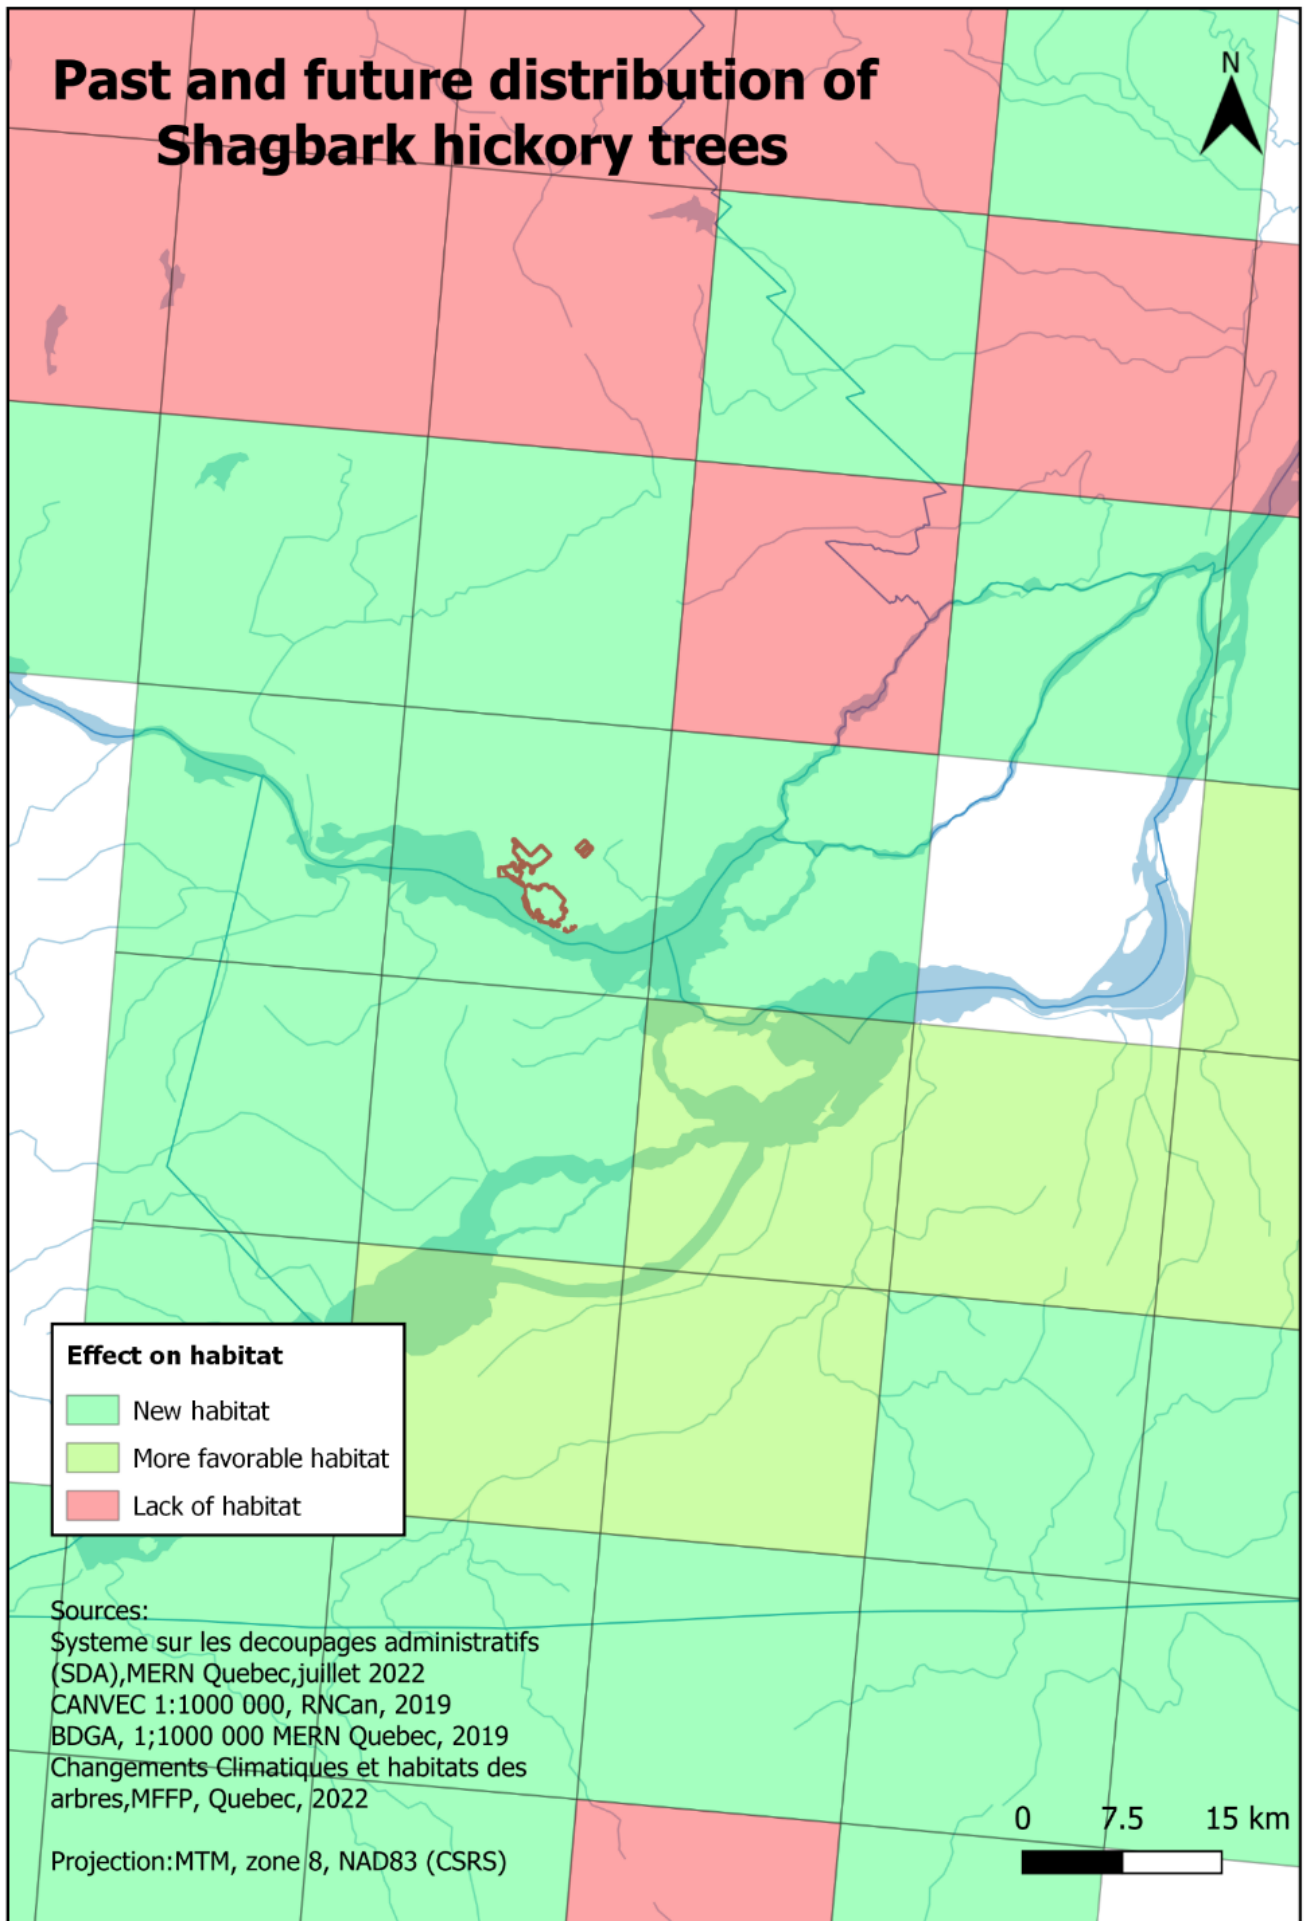 Past and future distribution of
Shagbark hickory trees
N
Effect on habitat
New habitat
More favorable habitat
Lack of habitat
Sources:
Systeme sur les decoupages administratifs
(SDA),MERN Quebec,juillet 2022
CANVEC 1:1000 000, RNCan, 2019
BDGA, 1;1000 000 MERN Quebec, 2019
Changements Climatiques et habitats des
arbres,MFFP, Quebec, 2022
Projection:MTM, zone 8, NAD83 (CSRS)
0 7.5 15 km